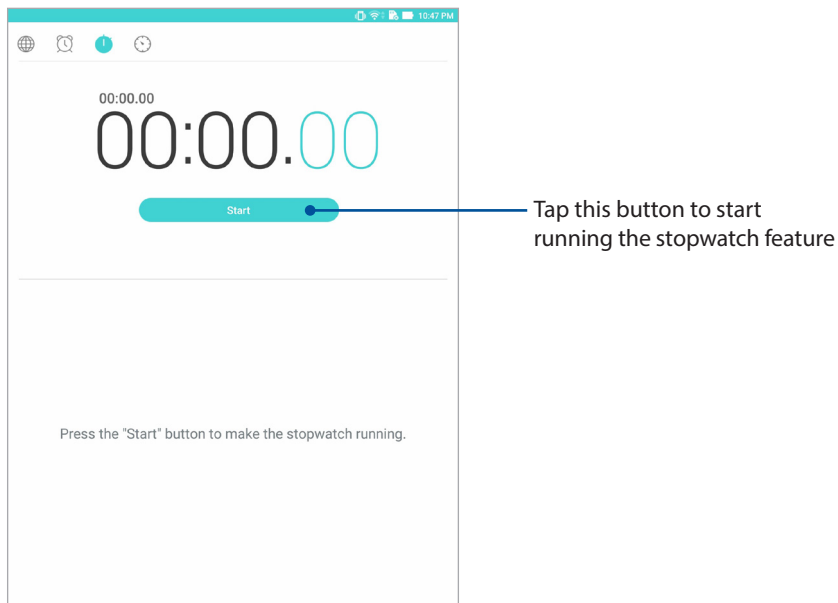 10:47 PM
00:00.00
00:00.00
Start
Tap this button to start
running the stopwatch feature
Press the "Start" button to make the stopwatch running.